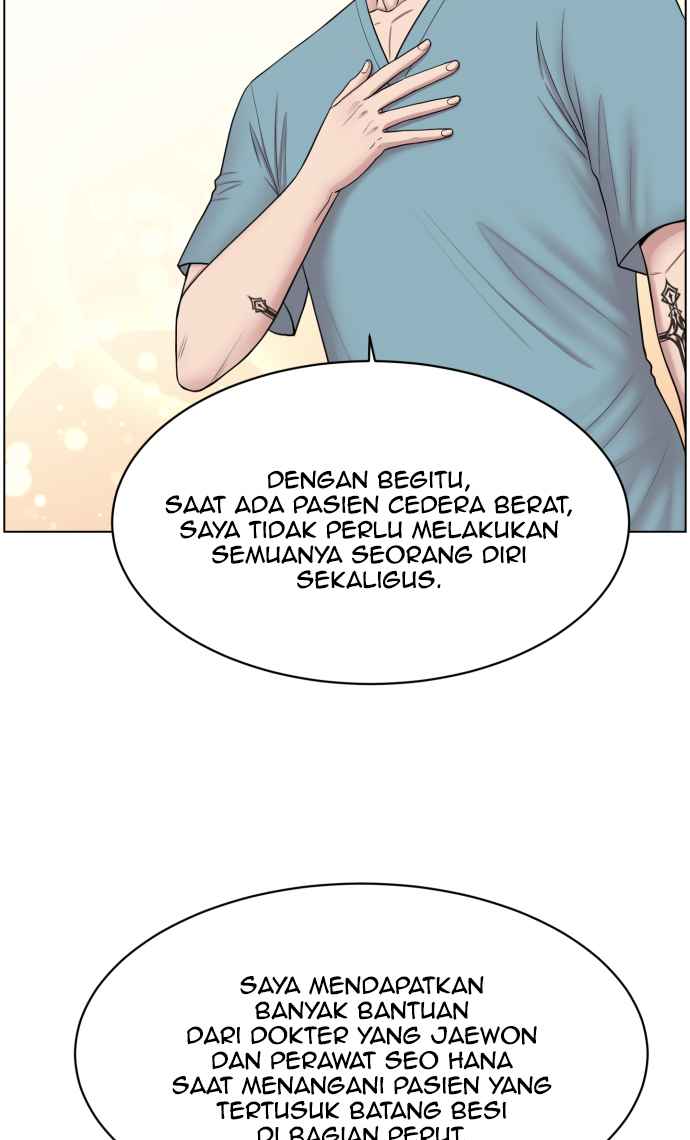 DENGAN BEGITU,
SAAT ADA PASIEN CEDERA BERAT,
SAYA TIDAK PERLU MELAKUKAN
SEMUANYA SEORANG DIRI
SEKALIGUS.
SAYA MENDAPATKAN
BANYAK BANTUAN
DARI DOKTER YANG JAEWON
DAN PERAWAT SEO HANA
SAAT MENANGANI PASIEN YANG
TERTUSUK BATANG BESI
DI BAGIAN PERUT.